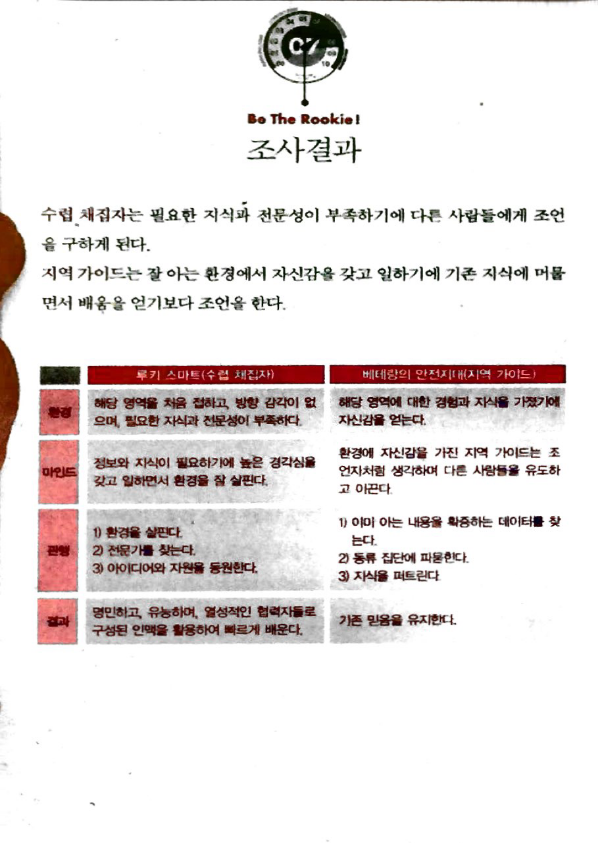 07
Be The Rookie!
조사결과
수렵 채집자는 필요한 지식과 전문성이 부족하기에 다른 사람들에게 조언
을 구하게 된다.
지역 가이드는 잘 아는 환경에서 자신감을 갖고 일하기에 기존 지식에 머물
면서 배움을 얻기보다 조언을 한다.
루키 스마트(수렵 채집자) 베테랑의 안전지대(지역 가이드)
환경
해당 영역을 처음 접하고, 방향 감각이 없
으며, 필요한 지식과 전문성이 부족하다.
해당 영역에 대한 경험과 지식을 가졌기에
자신감을 얻는다.
마인드
정보와 지식이 필요하기에 높은 경각심을
갖고 일하면서 환경을 잘 살핀다.
환경에 자신감을 가진 지역 가이드는 조
언자처럼 생각하며 다른 사람들을 유도하
고 이끈다.
관행
1) 환경을 살핀다.
2) 전문가를 찾는다.
3) 아이디어와 자원을 동원한다.
1) 이미 아는 내용을 확증하는 데이터를 찾
는다.
2) 동류 집단에 파묻힌다.
3) 지식을 퍼트린다.
결과
명민하고, 유능하며, 열성적인 협력자들로
구성된 인맥을 활용하여 빠르게 배운다.
기존 믿음을 유지한다.